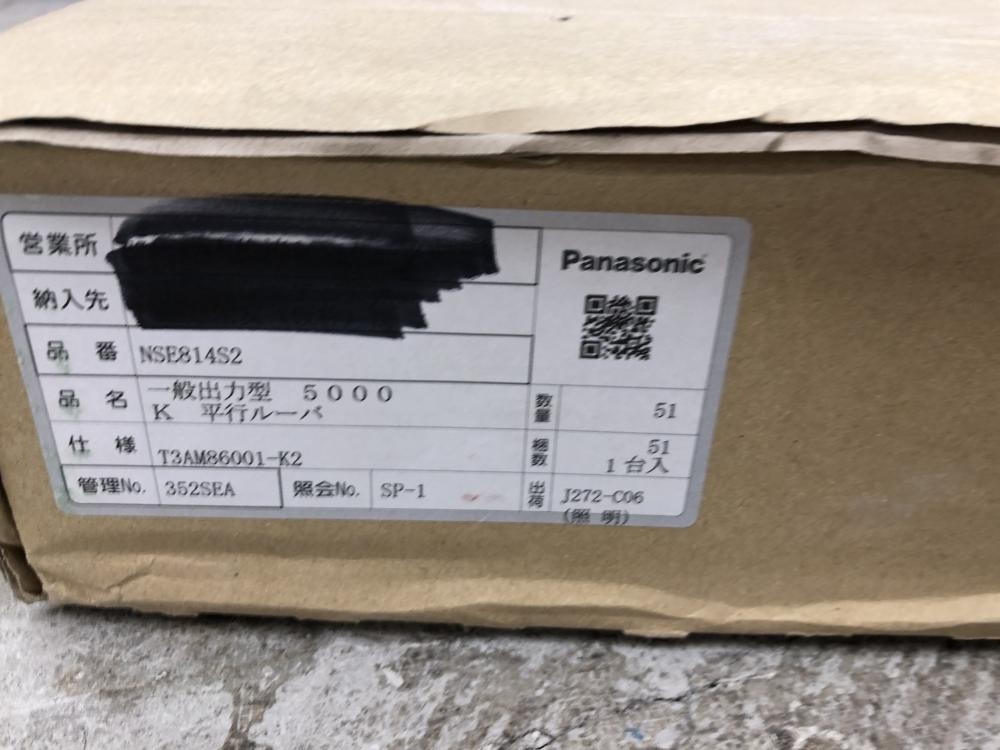 営業所
Panasonic
納入先
品番 NSE814S2
品名 一般出力型 5000
K 平行ルーバ
数量 51
仕様 T3AM86001-K2
梱数 51
1台入
管理No. 352SEA 照会No. SP-1
出荷 J272-C06
(照明)